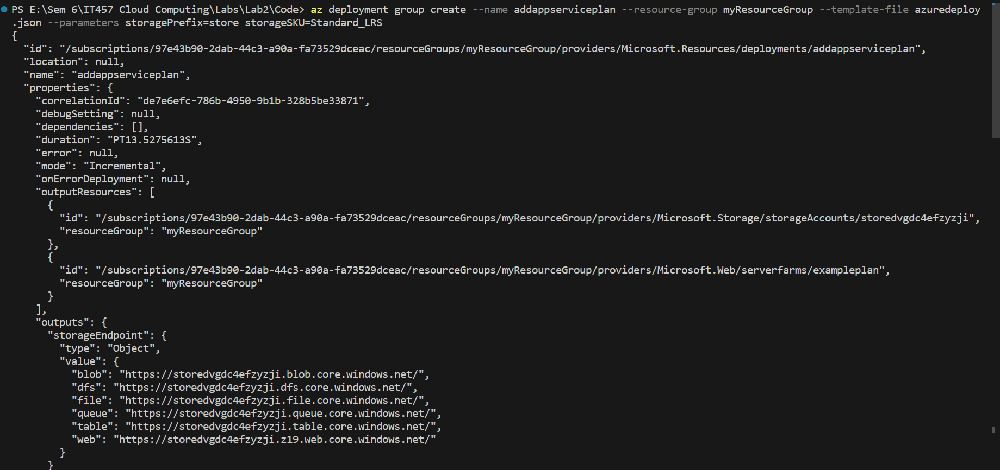 PS E:\Sem 6\IT457 Cloud Computing\Labs\Lab2\Code> az deployment group create --name addappserviceplan --resource-group myResourceGroup --template-file azuredeploy
.json --parameters storagePrefix=store storageSKU=Standard_LRS
{
  "id": "/subscriptions/97e43b90-2dab-44c3-a90a-fa73529dceac/resourceGroups/myResourceGroup/providers/Microsoft.Resources/deployments/addappserviceplan",
  "location": null,
  "name": "addappserviceplan",
  "properties": {
    "correlationId": "de7e6efc-786b-4950-9b1b-328b5be33871",
    "debugSetting": null,
    "dependencies": [],
    "duration": "PT13.5275613S",
    "error": null,
    "mode": "Incremental",
    "onErrorDeployment": null,
    "outputResources": [
      {
        "id": "/subscriptions/97e43b90-2dab-44c3-a90a-fa73529dceac/resourceGroups/myResourceGroup/providers/Microsoft.Storage/storageAccounts/storedvgdc4efzyzji",
        "resourceGroup": "myResourceGroup"
      },
      {
        "id": "/subscriptions/97e43b90-2dab-44c3-a90a-fa73529dceac/resourceGroups/myResourceGroup/providers/Microsoft.Web/serverfarms/exampleplan",
        "resourceGroup": "myResourceGroup"
      }
    ],
    "outputs": {
      "storageEndpoint": {
        "type": "Object",
        "value": {
          "blob": "https://storedvgdc4efzyzji.blob.core.windows.net/",
          "dfs": "https://storedvgdc4efzyzji.dfs.core.windows.net/",
          "file": "https://storedvgdc4efzyzji.file.core.windows.net/",
          "queue": "https://storedvgdc4efzyzji.queue.core.windows.net/",
          "table": "https://storedvgdc4efzyzji.table.core.windows.net/",
          "web": "https://storedvgdc4efzyzji.z19.web.core.windows.net/"
        }
      }